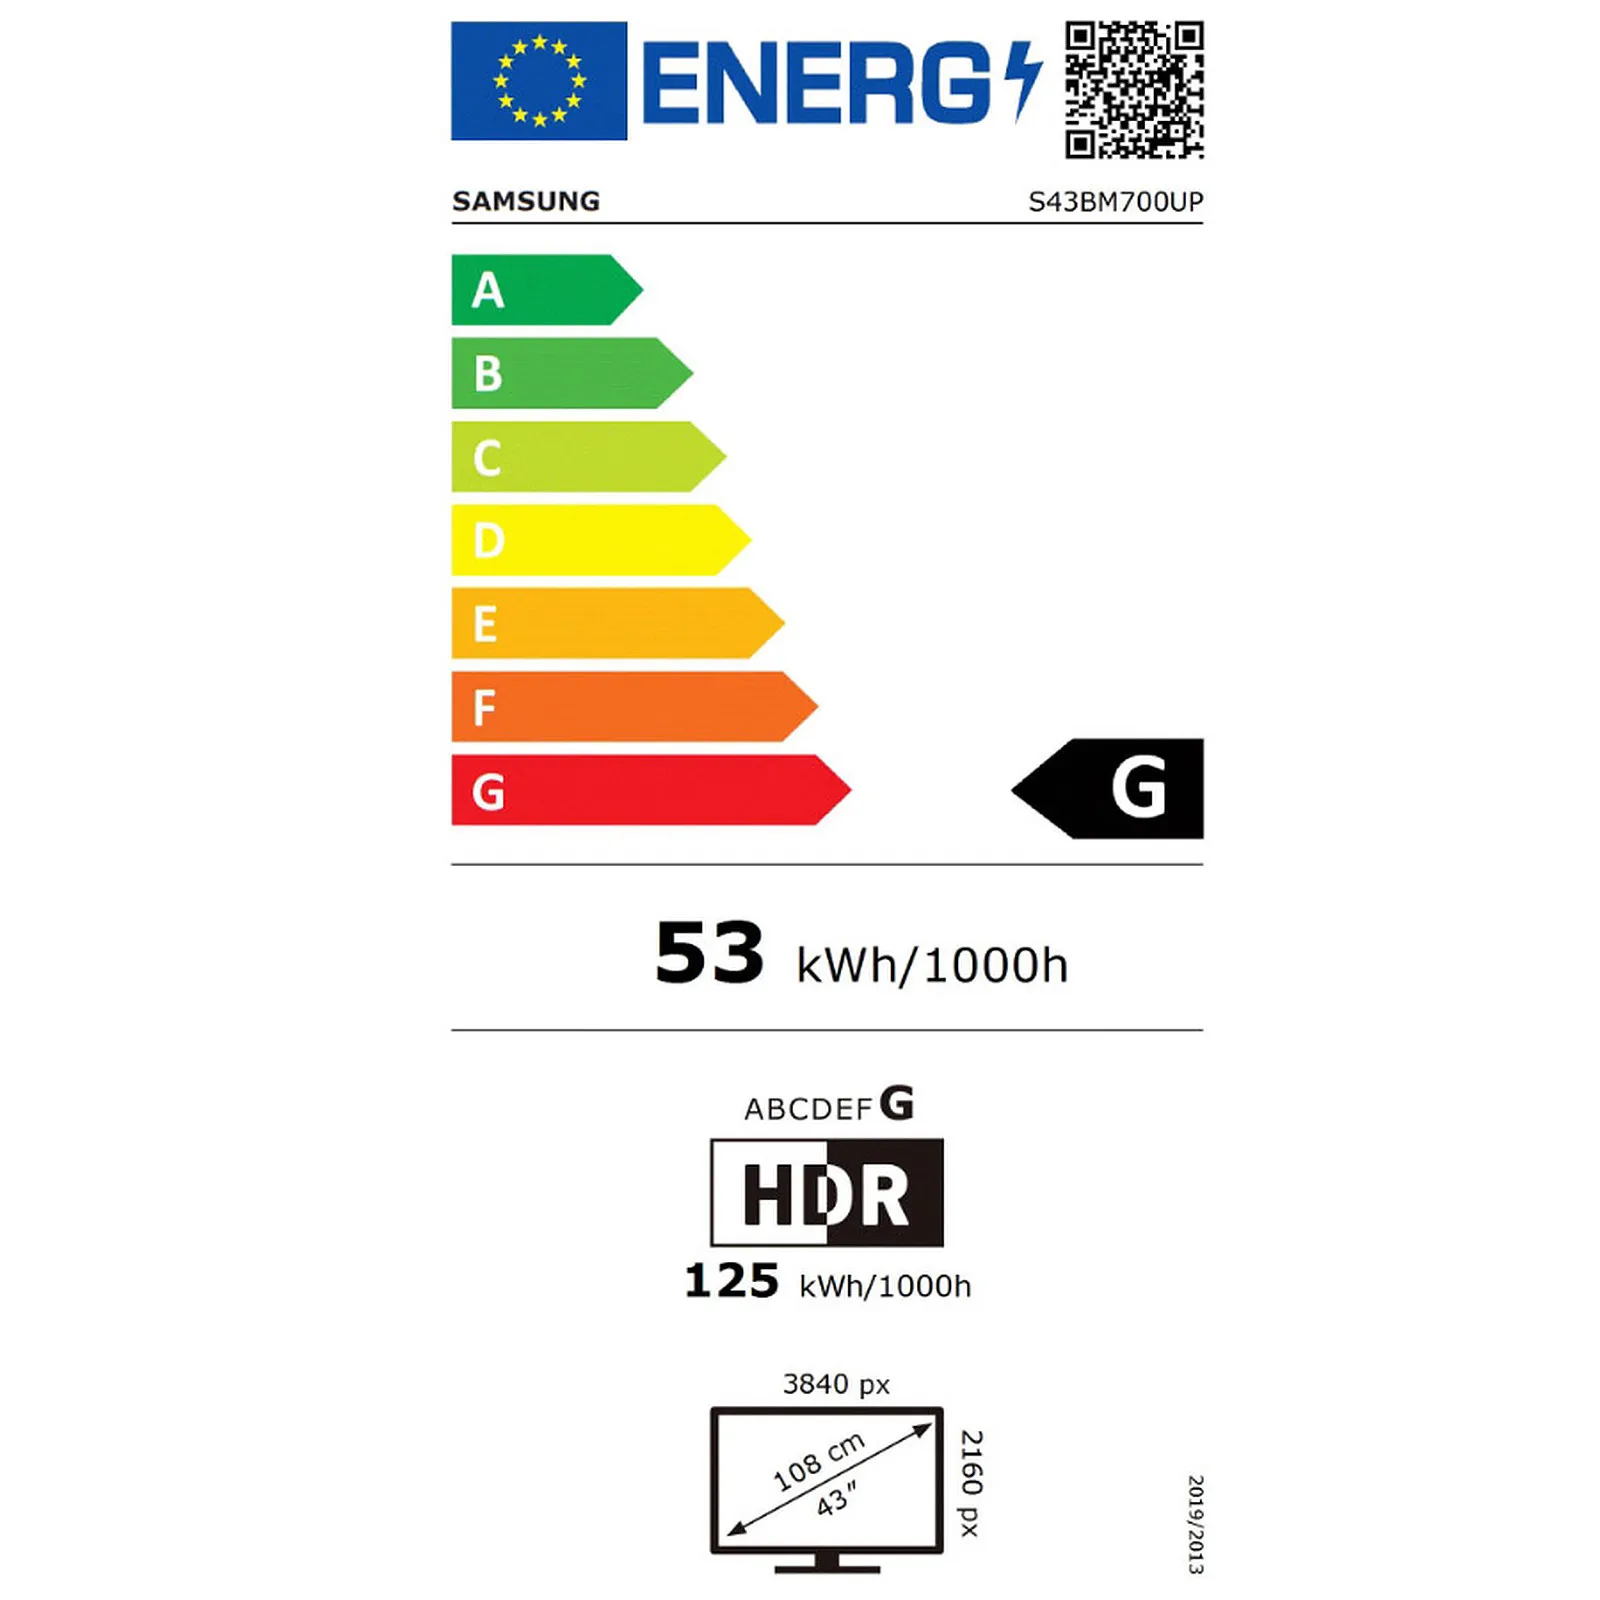 ENERG
SAMSUNG S43BM700UP
A
B
C
D
E
F
G
G
53 kWh/1000h
ABCDEFG
HDR
125 kWh/1000h
3840 px
108 cm
43"
2160 px
2019/2013